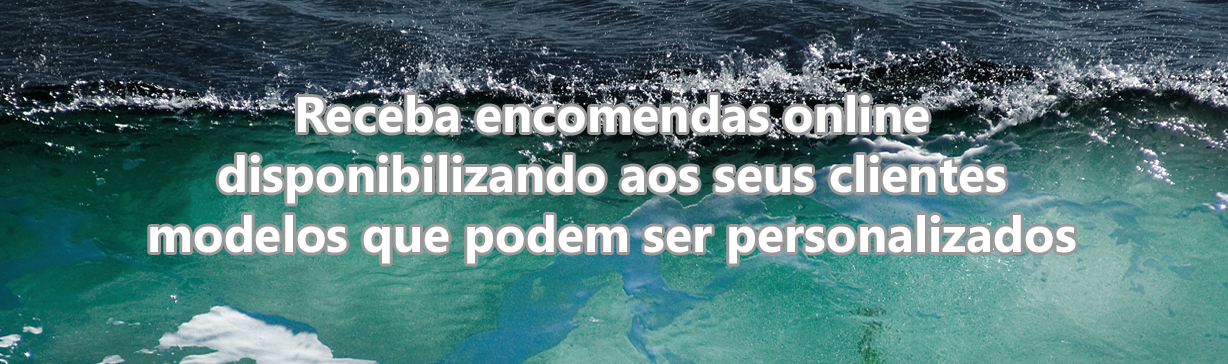 Receba encomendas online
disponibilizando aos seus clientes
modelos que podem ser personalizados